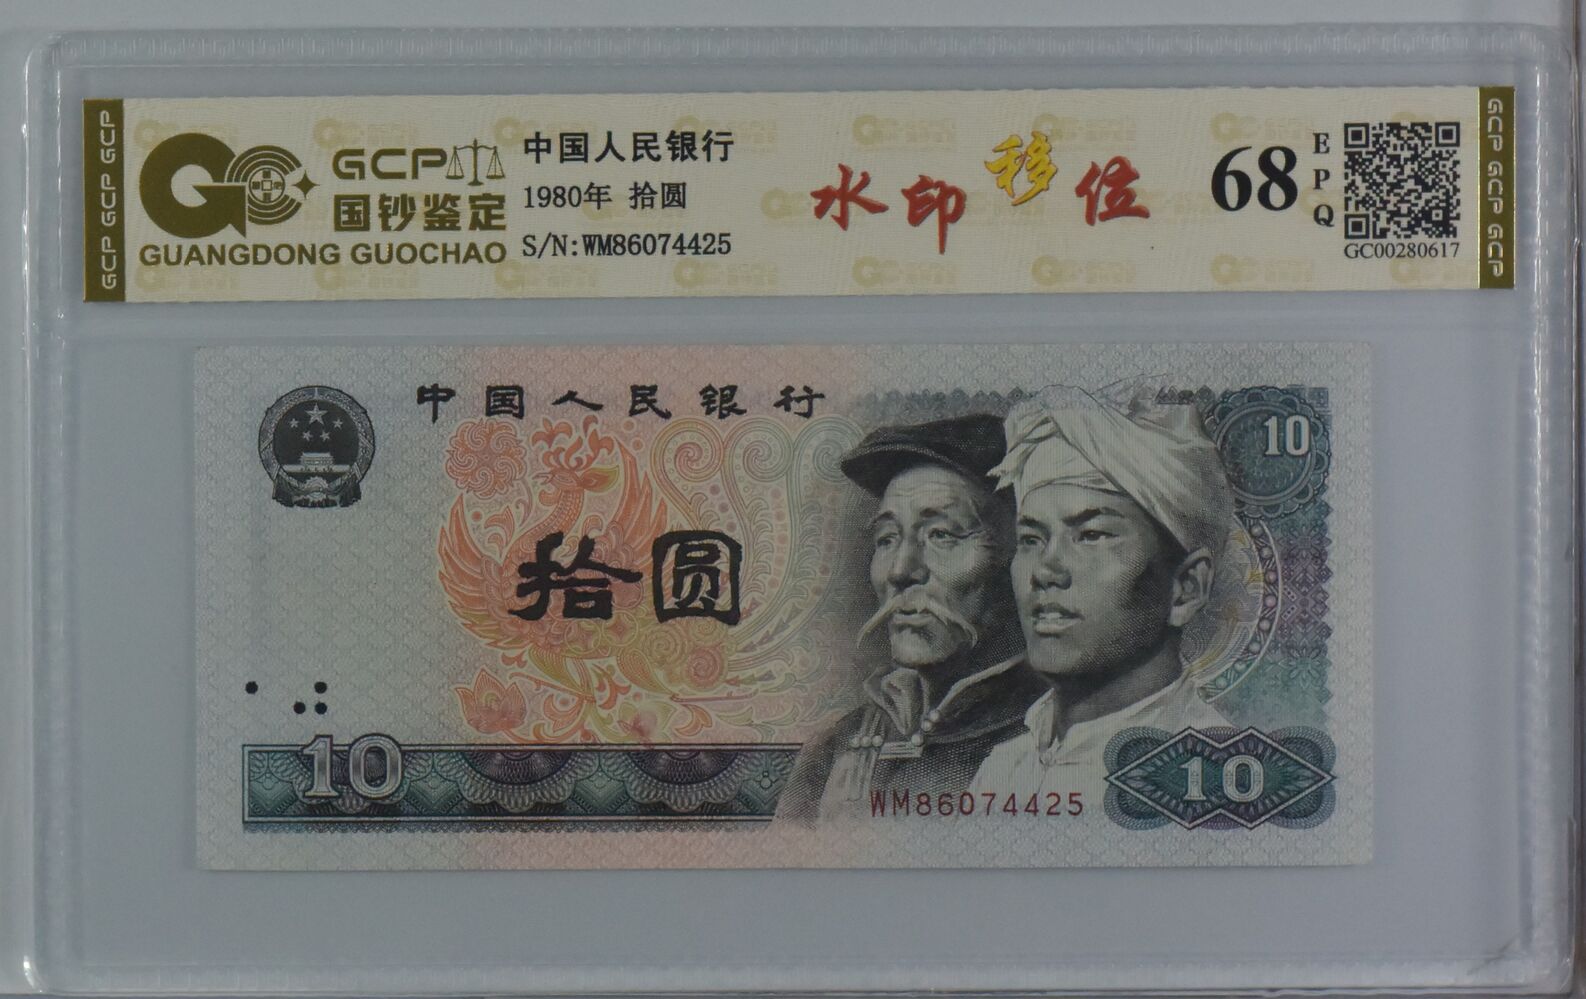 GCP GCP GCP
GCP
国钞鉴定
GUANGDONG GUOCHAO
中国人民银行
1980年 拾圆
S/N:WM86074425
水印移位
68
EPQ
GC00280617
GCP GCP GCP
中国人民银行
10
拾圆
10
WM86074425
10